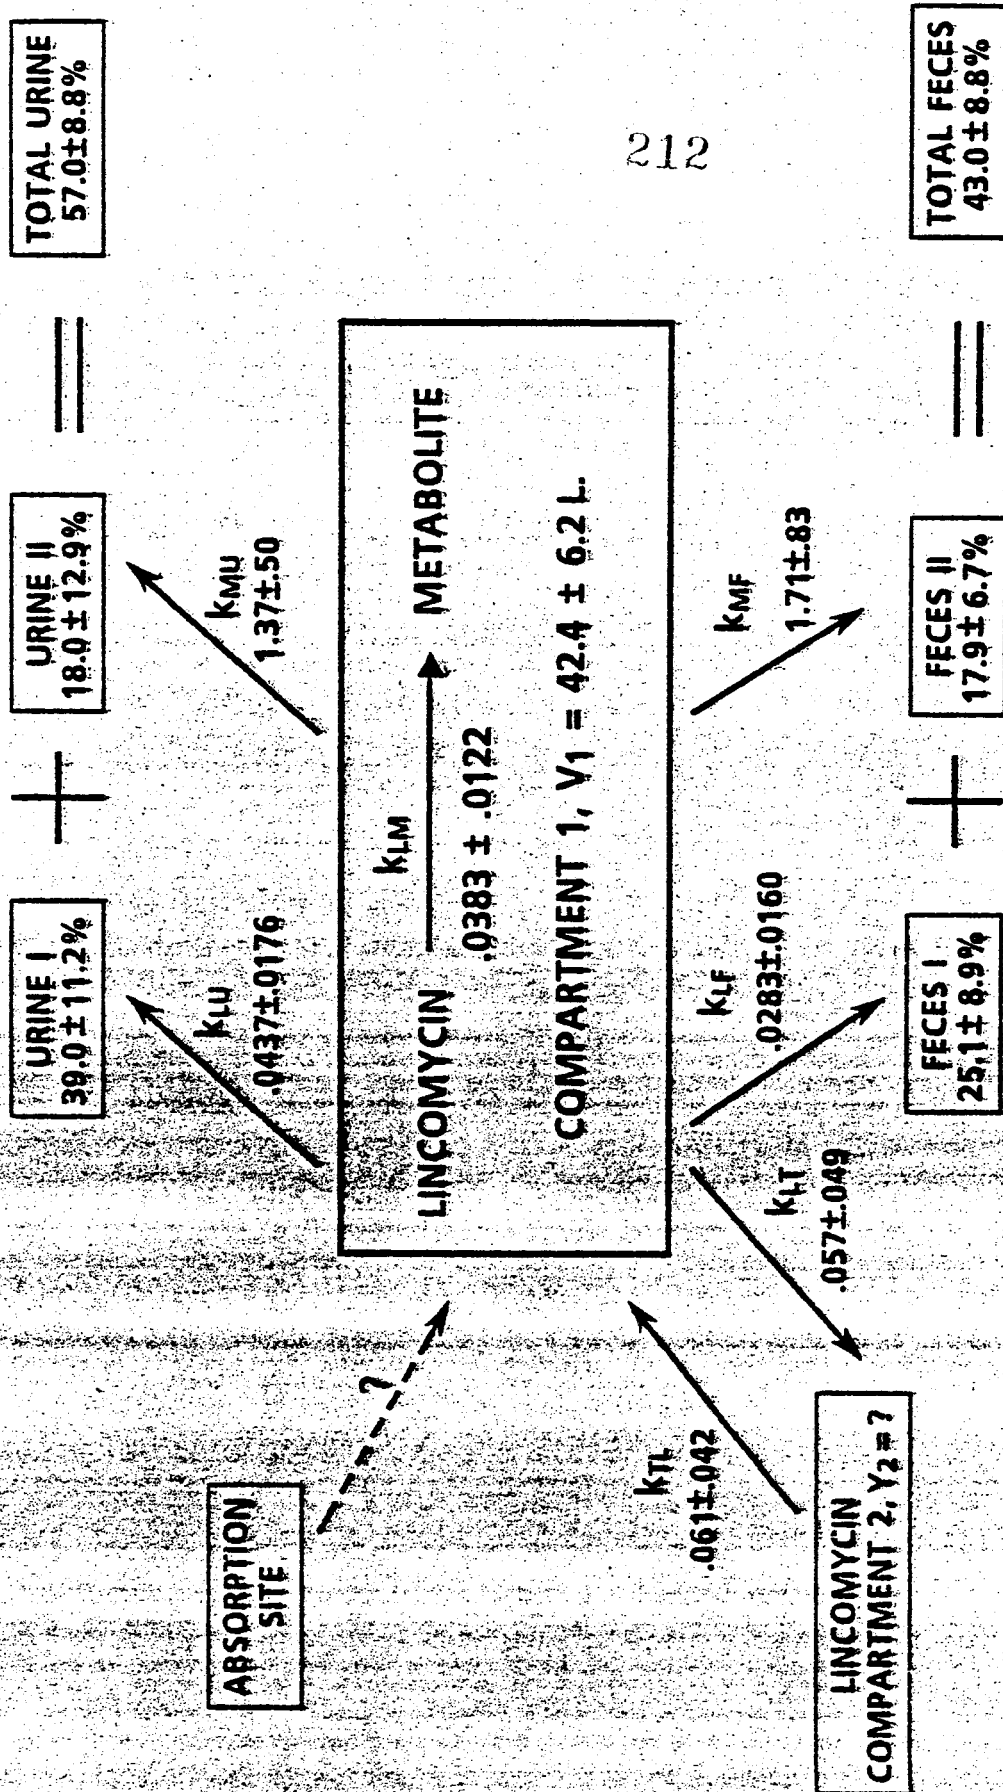 URINE I
39.0 ± 11.2%
URINE II
18.0 ± 12.9%
TOTAL URINE
57.0±8.8%
kLU
.0437±.0176
kMU
1.37±.50
ABSORPTION
SITE
?
LINCOMYCIN
kLM
METABOLITE
.0383 ± .0122
COMPARTMENT 1, V1 = 42.4 ± 6.2 L.
kTL
.061±.042
kLT
.057±.049
kLF
.0283±.0160
kMF
1.71±.83
LINCOMYCIN
COMPARTMENT 2, V2=?
FECES I
25.1± 8.9%
FECES II
17.9± 6.7%
TOTAL FECES
43.0±8.8%
212